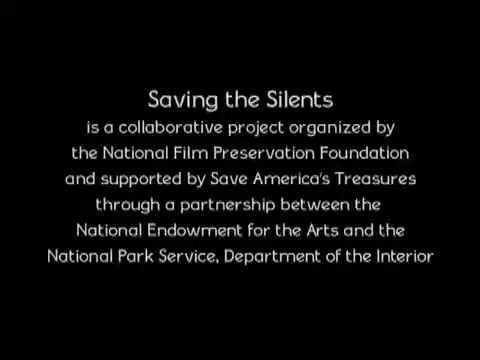 Saving the Silents
is a collaborative project organized by
the National Film Preservation Foundation
and supported by Save America's Treasures
through a partnership between the
National Endowment for the Arts and the
National Park Service, Department of the Interior